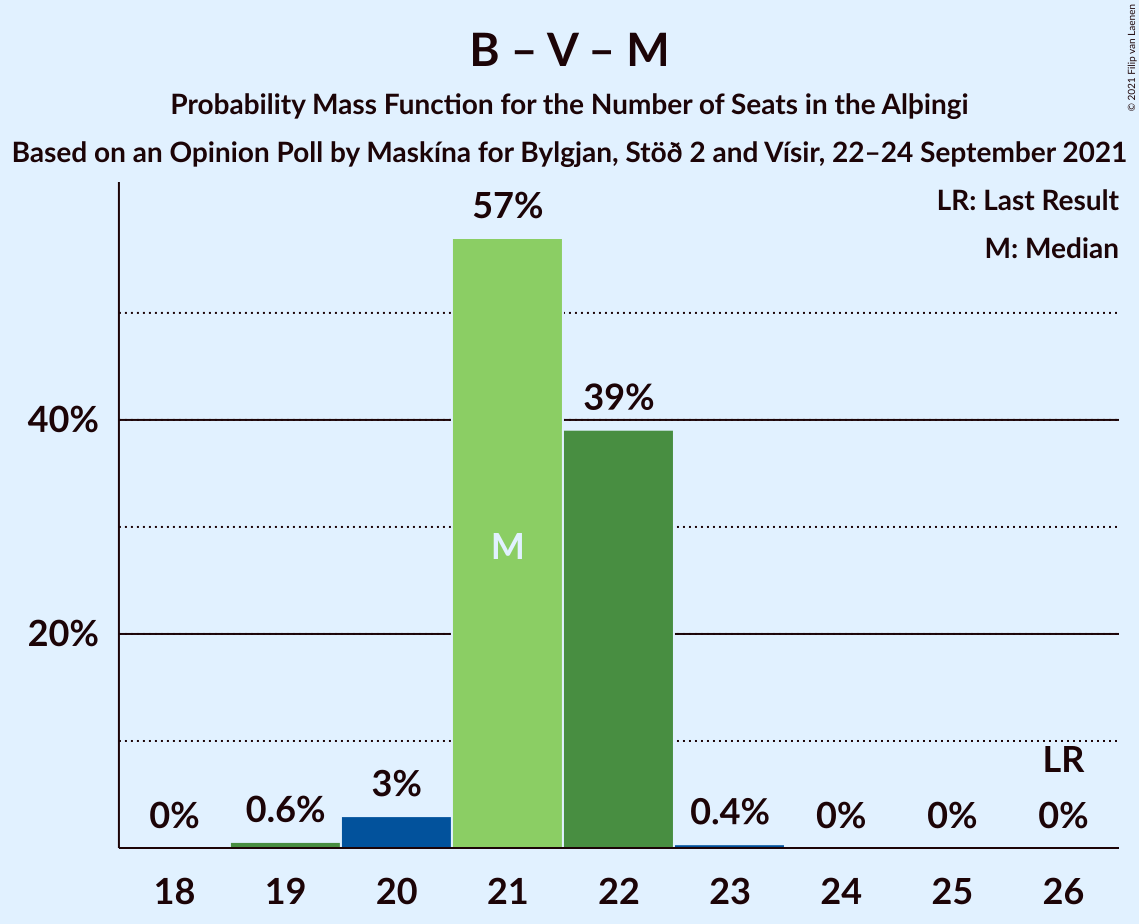 B – V – M
Probability Mass Function for the Number of Seats in the Alþingi
Based on an Opinion Poll by Maskína for Bylgjan, Stöð 2 and Vísir, 22–24 September 2021
© 2021 Filip van Laenen
LR: Last Result
M: Median
57%
39%
40%
M
20%
LR
0% 0.6% 3% 0.4% 0% 0% 0%
18 19 20 21 22 23 24 25 26